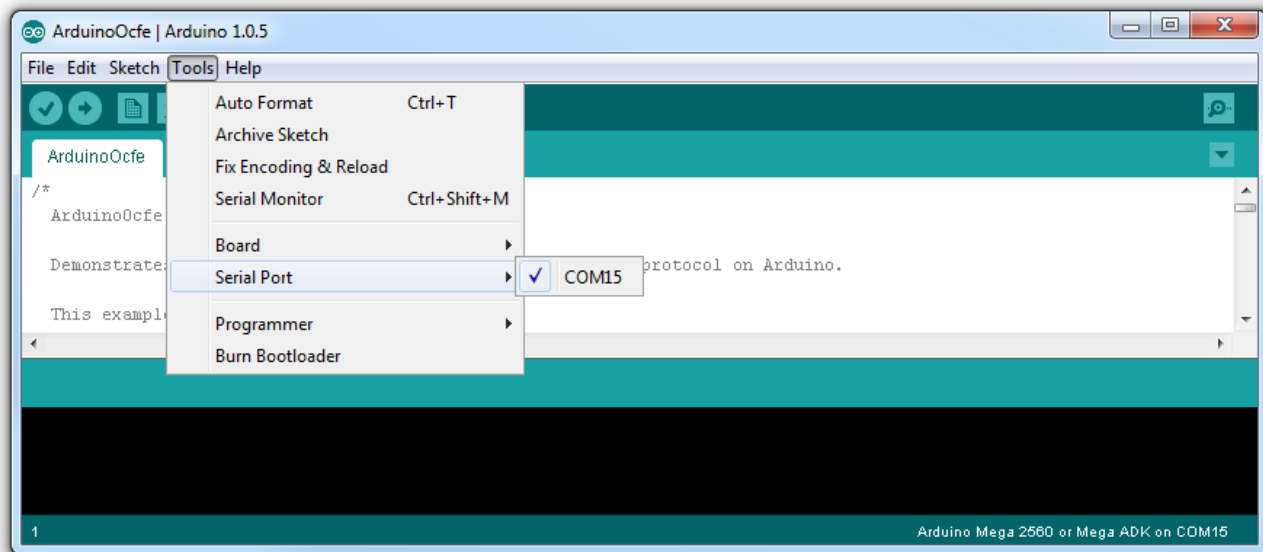 ArduinoOcfe | Arduino 1.0.5
File Edit Sketch Tools Help
Auto Format Ctrl+T
Archive Sketch
Fix Encoding & Reload
Serial Monitor Ctrl+Shift+M
Board
Serial Port
COM15
Programmer
Burn Bootloader
ArduinoOcfe
/*
ArduinoOcfe
protocol on Arduino.
This
1
Arduino Mega 2560 or Mega ADK on COM15